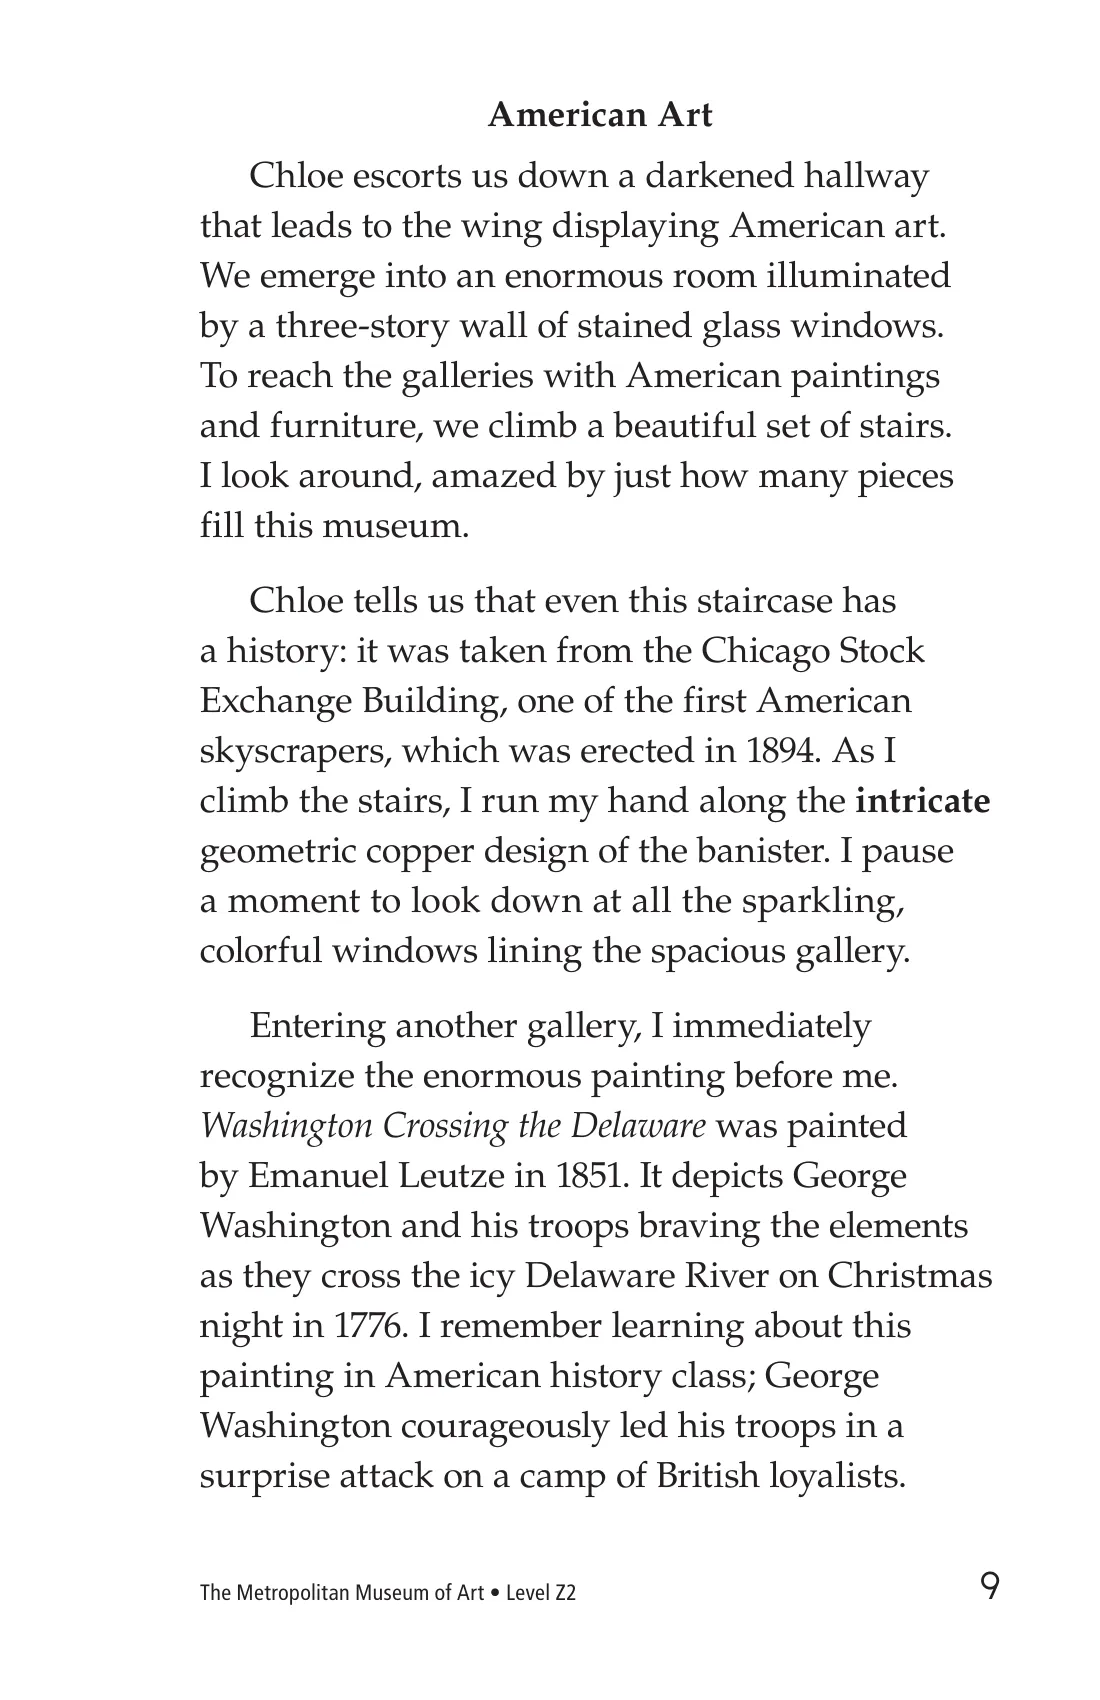 American Art
Chloe escorts us down a darkened hallway
that leads to the wing displaying American art.
We emerge into an enormous room illuminated
by a three-story wall of stained glass windows.
To reach the galleries with American paintings
and furniture, we climb a beautiful set of stairs.
I look around, amazed by just how many pieces
fill this museum.
Chloe tells us that even this staircase has
a history: it was taken from the Chicago Stock
Exchange Building, one of the first American
skyscrapers, which was erected in 1894. As I
climb the stairs, I run my hand along the intricate
geometric copper design of the banister. I pause
a moment to look down at all the sparkling,
colorful windows lining the spacious gallery.
Entering another gallery, I immediately
recognize the enormous painting before me.
Washington Crossing the Delaware was painted
by Emanuel Leutze in 1851. It depicts George
Washington and his troops braving the elements
as they cross the icy Delaware River on Christmas
night in 1776. I remember learning about this
painting in American history class; George
Washington courageously led his troops in a
surprise attack on a camp of British loyalists.
The Metropolitan Museum of Art • Level Z2
9